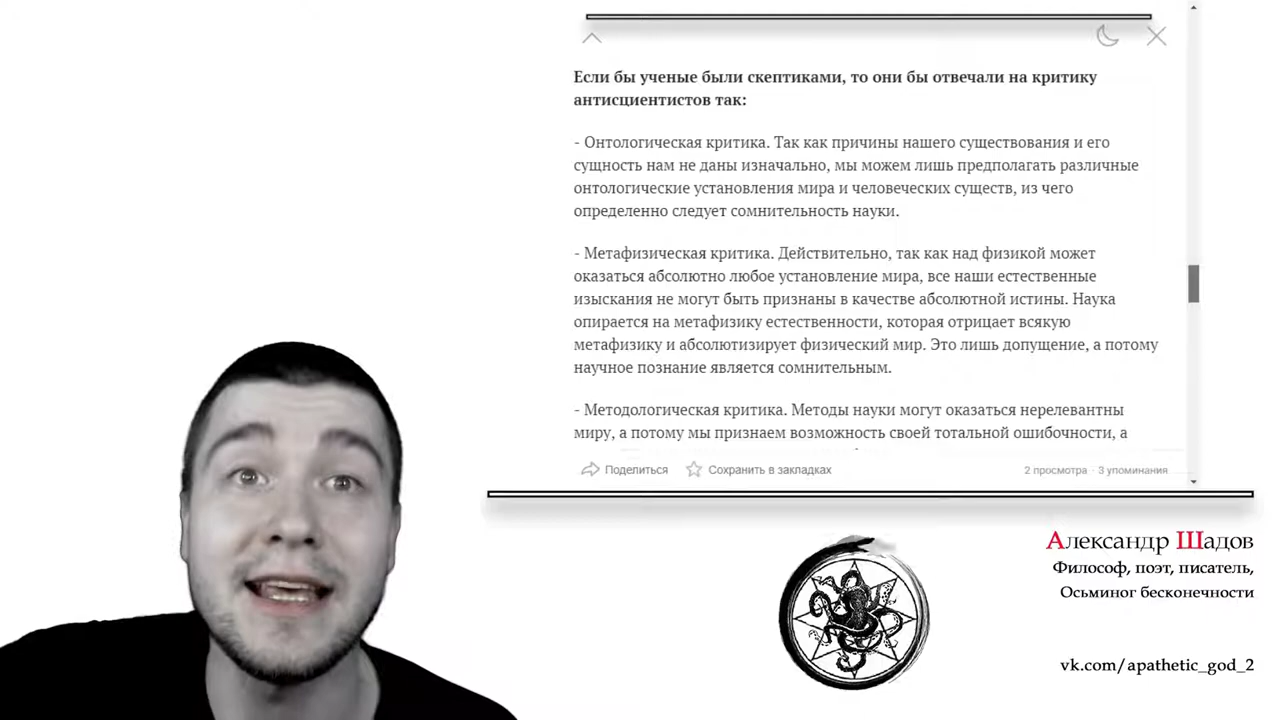 Если бы ученые были скептиками, то они бы отвечали на критику
антисциентистов так:
- Онтологическая критика. Так как причины нашего существования и его
сущность нам не даны изначально, мы можем лишь предполагать различные
онтологические установления мира и человеческих существ, из чего
определенно следует сомнительность науки.
- Метафизическая критика. Действительно, так как над физикой может
оказаться абсолютно любое установление мира, все наши естественные
изыскания не могут быть признаны в качестве абсолютной истины. Наука
опирается на метафизику естественности, которая отрицает всякую
метафизику и абсолютизирует физический мир. Это лишь допущение, а потому
научное познание является сомнительным.
- Методологическая критика. Методы науки могут оказаться нерелевантны
миру, а потому мы признаем возможность своей тотальной ошибочности, а
Поделиться Сохранить в закладках 2 просмотра · 3 упоминания
Александр Шадов
Философ, поэт, писатель,
Осьминог бесконечности
vk.com/apathetic_god_2